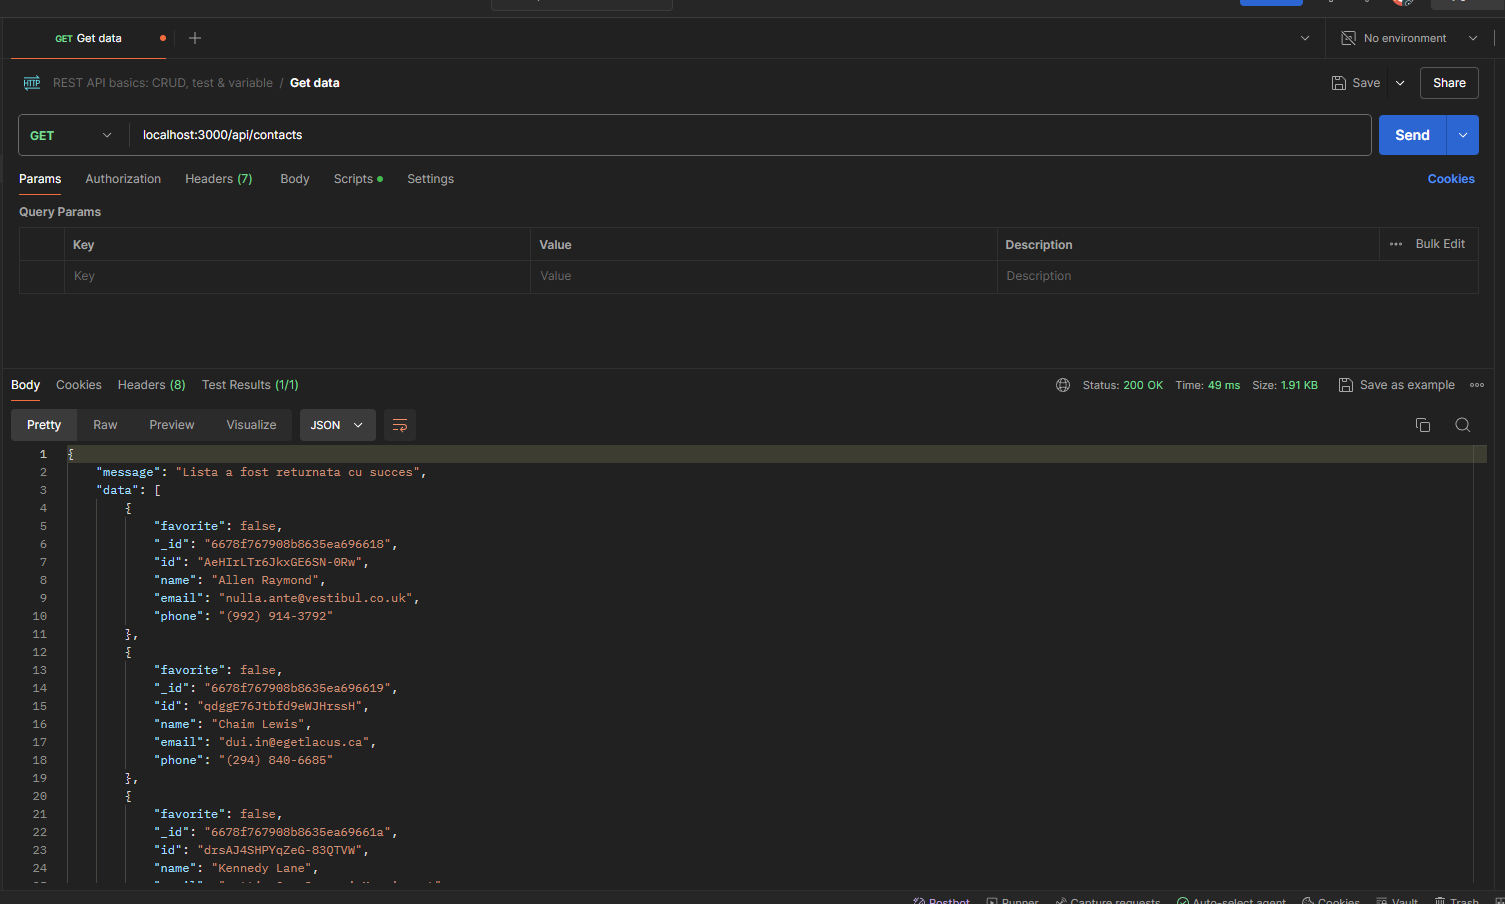 GET Get data
No environment
HTTP REST API basics: CRUD, test & variable / Get data
Save
Share
GET
localhost:3000/api/contacts
Send
Params Authorization Headers (7) Body Scripts Settings
Cookies
Query Params
Key Value Description ••• Bulk Edit
Key Value Description
Body Cookies Headers (8) Test Results (1/1)
Status: 200 OK Time: 49 ms Size: 1.91 KB Save as example
Pretty Raw Preview Visualize JSON
1 {
2 "message": "Lista a fost returnata cu succes",
3 "data": [
4 {
5 "favorite": false,
6 "_id": "6678f767908b8635ea696618",
7 "id": "AeHIrLTr6JkxGE6SN-0Rw",
8 "name": "Allen Raymond",
9 "email": "nulla.ante@vestibul.co.uk",
10 "phone": "(992) 914-3792"
11 },
12 {
13 "favorite": false,
14 "_id": "6678f767908b8635ea696619",
15 "id": "qdggE76Jtbfd9eWJHrssH",
16 "name": "Chaim Lewis",
17 "email": "dui.in@egetlacus.ca",
18 "phone": "(294) 840-6685"
19 },
20 {
21 "favorite": false,
22 "_id": "6678f767908b8635ea69661a",
23 "id": "drsAJ4SHPYqZeG-83QTVW",
24 "name": "Kennedy Lane",
Postbot Runner Capture requests Auto-select agent Cookies Vault Trash